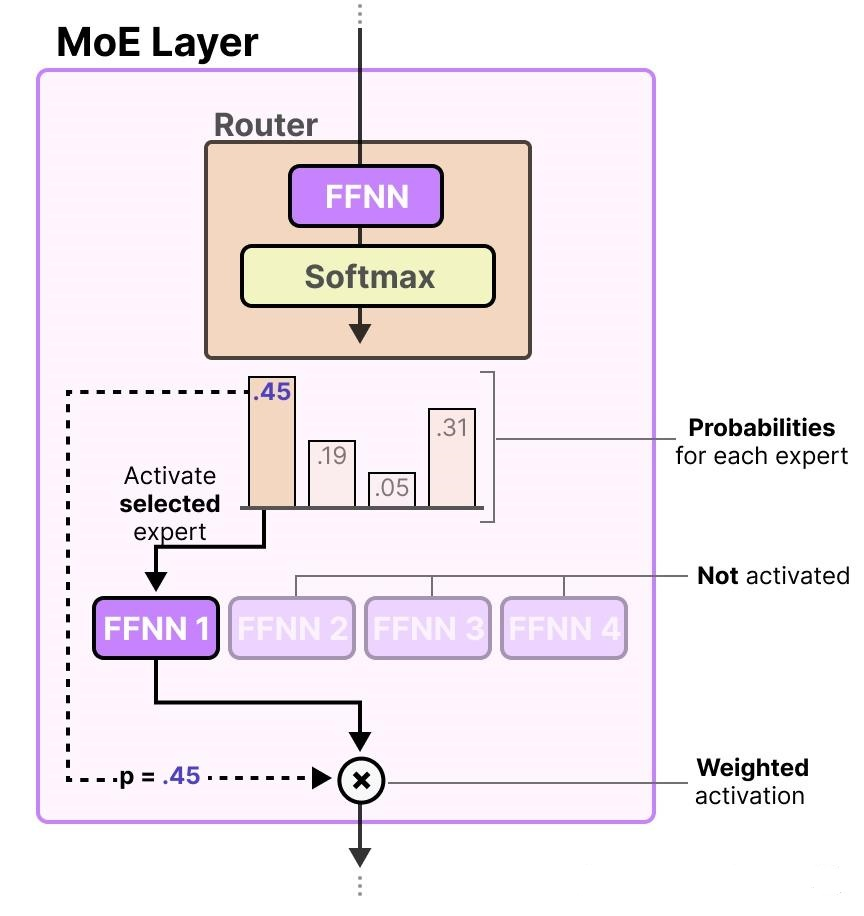 MoE Layer
Router
FFNN
Softmax
.45
.19
.05
.31
Probabilities
for each expert
Activate
selected
expert
Not activated
FFNN 1
FFNN 2
FFNN 3
FFNN 4
p = .45
Weighted
activation